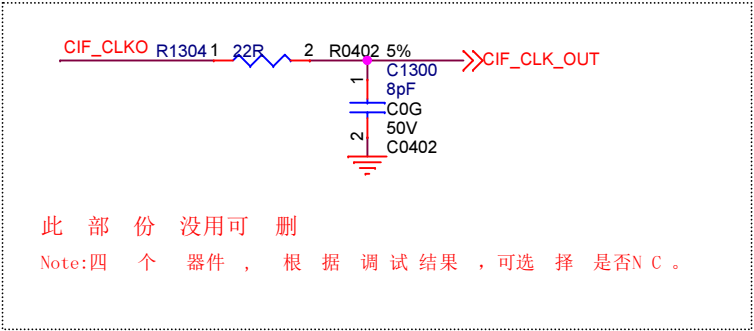 CIF_CLKO R1304 1 22R 2 R0402 5% CIF_CLK_OUT
C1300
1
8pF
C0G
50V
2
C0402
此 部 份 没用可 删
Note:四 个 器件 , 根 据 调 试 结果 ，可选 择 是否N C 。